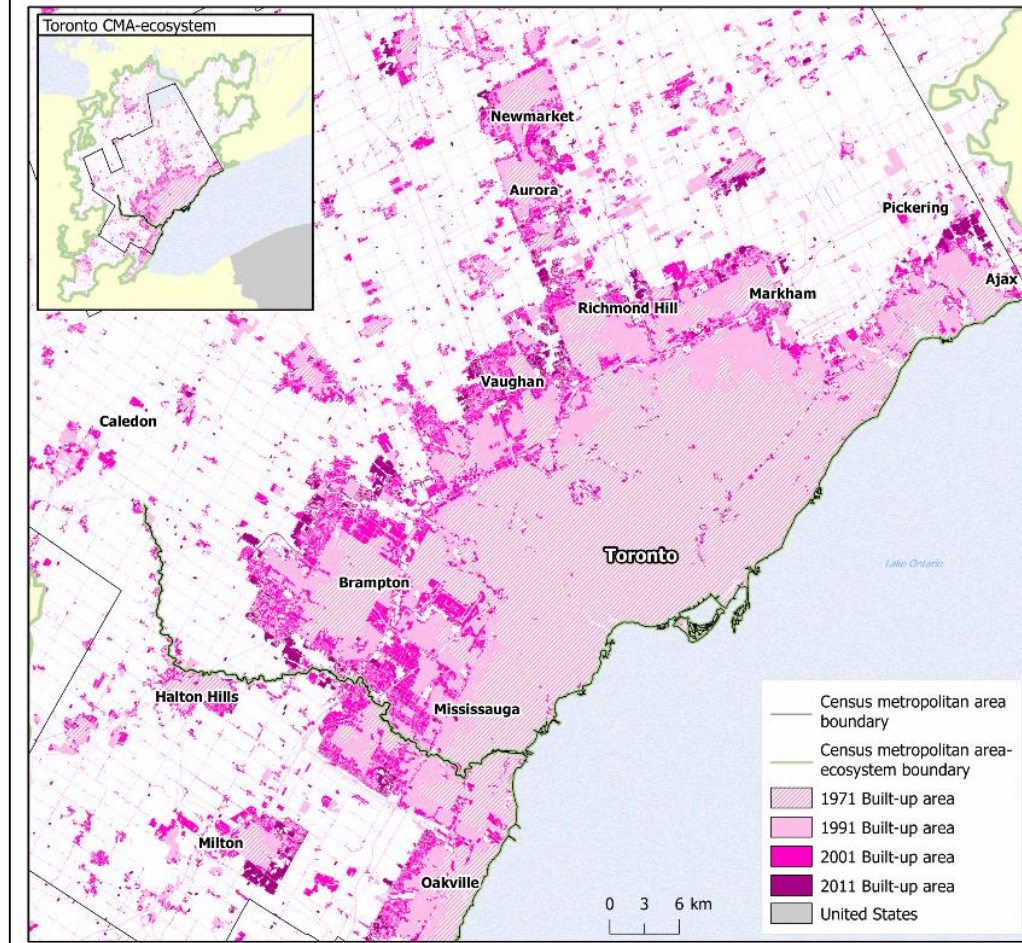 Toronto CMA-ecosystem
Newmarket
Aurora
Pickering
Ajax
Richmond Hill
Markham
Vaughan
Caledon
Toronto
Lake Ontario
Brampton
Halton Hills
Mississauga
Milton
Oakville
0 3 6 km
Census metropolitan area
boundary
Census metropolitan area-
ecosystem boundary
1971 Built-up area
1991 Built-up area
2001 Built-up area
2011 Built-up area
United States